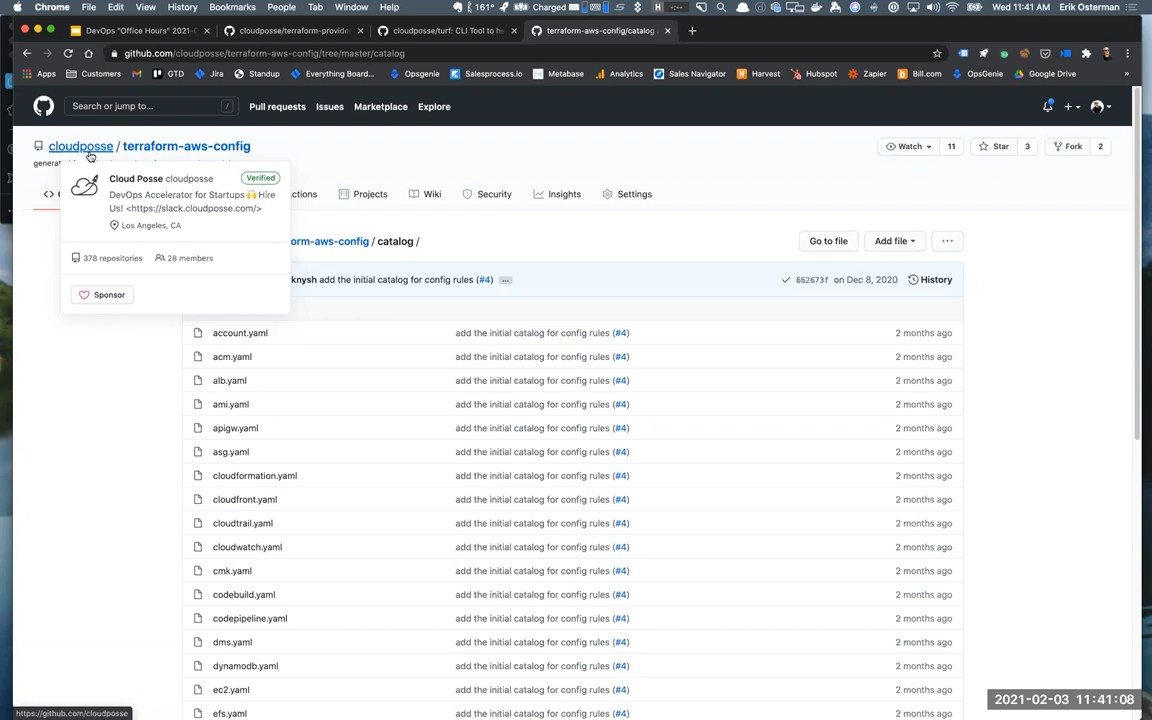 Chrome File Edit View History Bookmarks People Tab Window Help 161° Charged Wed 11:41 AM Erik Osterman
DevOps "Office Hours" 2021-0
cloudposse/terraform-provider
cloudposse/turf: CLI Tool to he
terraform-aws-config/catalog
github.com/cloudposse/terraform-aws-config/tree/master/catalog
Apps Customers GTD Jira Standup Everything Board... Opsgenie Salesproces.io Metabase Analytics Sales Navigator Harvest Hubspot Zapier Bill.com OpsGenie Google Drive »
Search or jump to... /
Pull requests Issues Marketplace Explore
cloudposse / terraform-aws-config
Watch 11 Star 3 Fork 2
Cloud Posse cloudposse Verified
DevOps Accelerator for Startups 🙌 Hire
Us! <https://slack.cloudposse.com/>
Los Angeles, CA
378 repositories 28 members
Sponsor
ctions Projects Wiki Security Insights Settings
orm-aws-config / catalog /
Go to file Add file ...
knysh add the initial catalog for config rules (#4) ...
662673f on Dec 8, 2020 History
account.yaml add the initial catalog for config rules (#4) 2 months ago
acm.yaml add the initial catalog for config rules (#4) 2 months ago
alb.yaml add the initial catalog for config rules (#4) 2 months ago
ami.yaml add the initial catalog for config rules (#4) 2 months ago
apigw.yaml add the initial catalog for config rules (#4) 2 months ago
asg.yaml add the initial catalog for config rules (#4) 2 months ago
cloudformation.yaml add the initial catalog for config rules (#4) 2 months ago
cloudfront.yaml add the initial catalog for config rules (#4) 2 months ago
cloudtrail.yaml add the initial catalog for config rules (#4) 2 months ago
cloudwatch.yaml add the initial catalog for config rules (#4) 2 months ago
cmk.yaml add the initial catalog for config rules (#4) 2 months ago
codebuild.yaml add the initial catalog for config rules (#4) 2 months ago
codepipeline.yaml add the initial catalog for config rules (#4) 2 months ago
dms.yaml add the initial catalog for config rules (#4) 2 months ago
dynamodb.yaml add the initial catalog for config rules (#4) 2 months ago
ec2.yaml add the initial catalog for config rules (#4) 2 months ago
efs.yaml add the initial catalog for config rules (#4)
https://github.com/cloudposse
2021-02-03 11:41:08